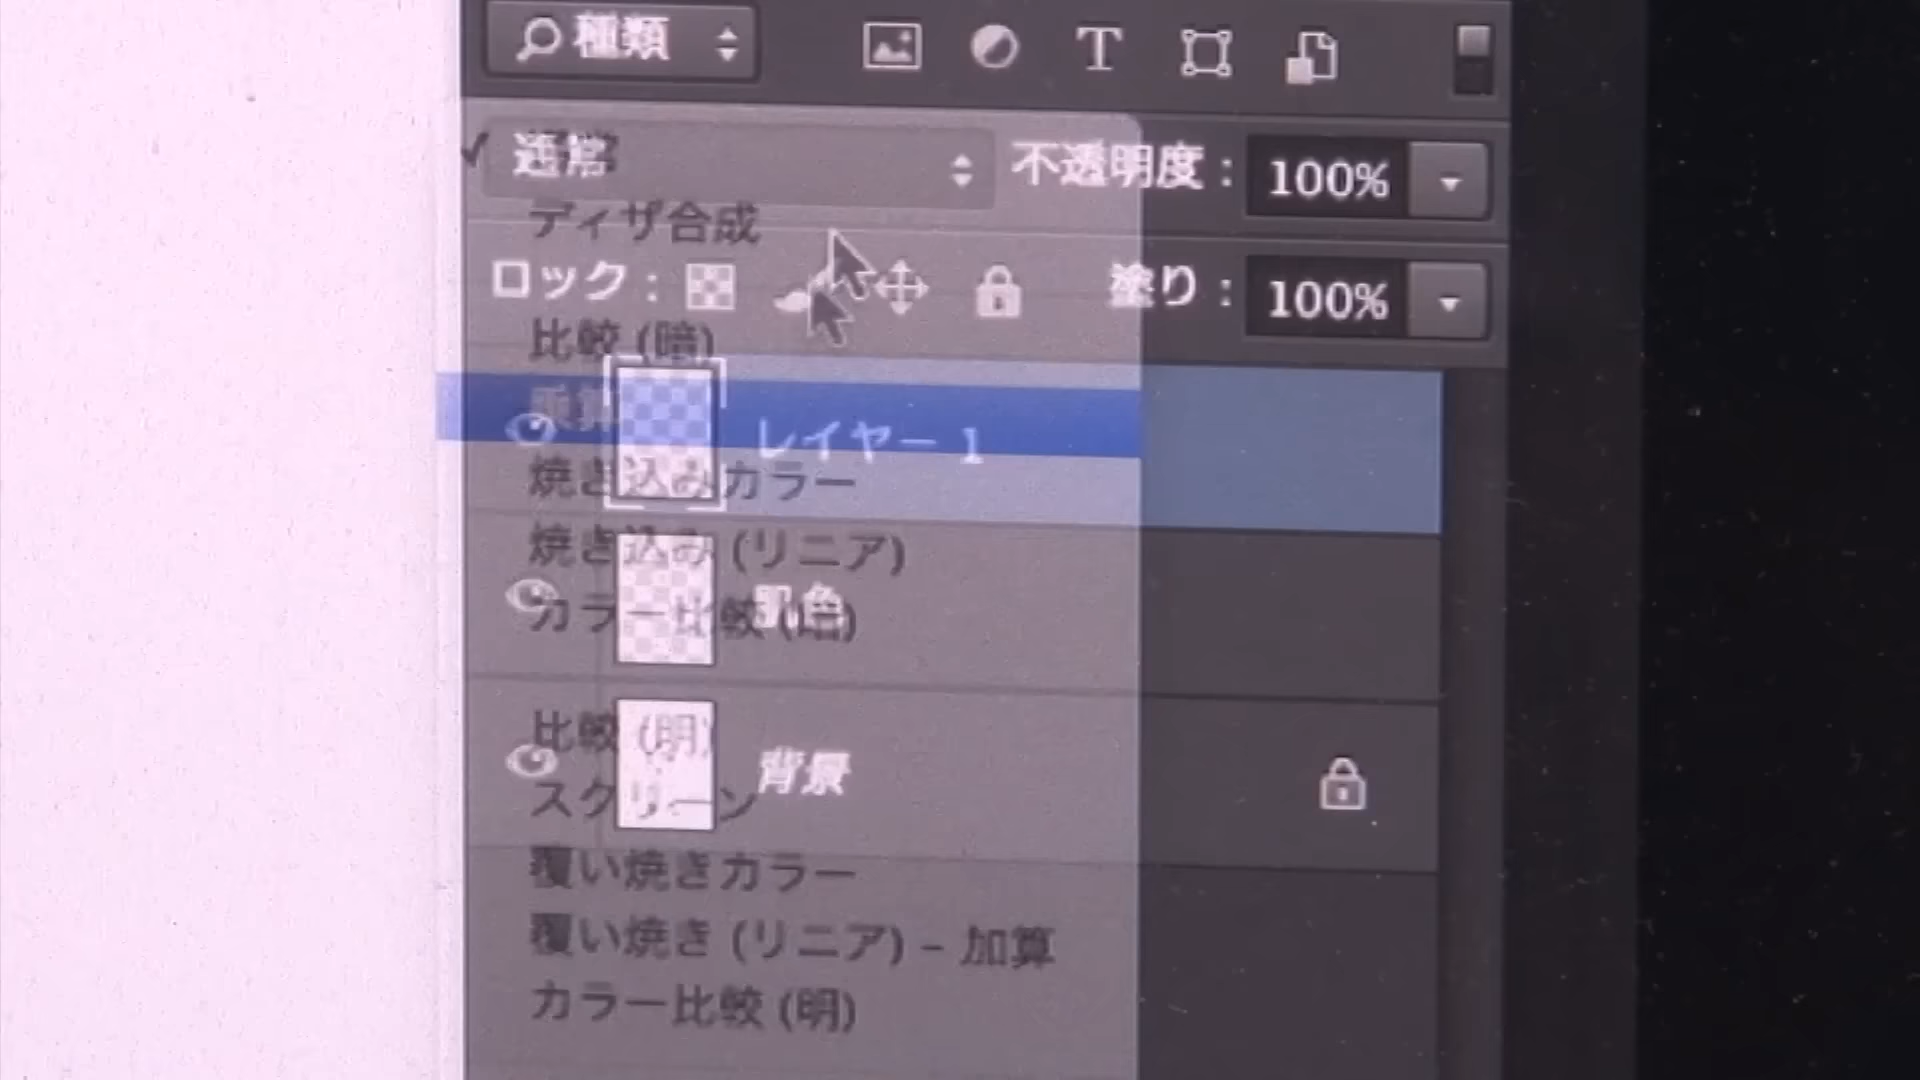 種類
通常
不透明度： 100%
ディザ合成
ロック：
塗り： 100%
比較 (暗)
乗算
レイヤー 1
焼き込みカラー
焼き込み (リニア)
肌色
カラー比較 (暗)
比較 (明)
背景
スクリーン
覆い焼きカラー
覆い焼き (リニア) – 加算
カラー比較 (明)